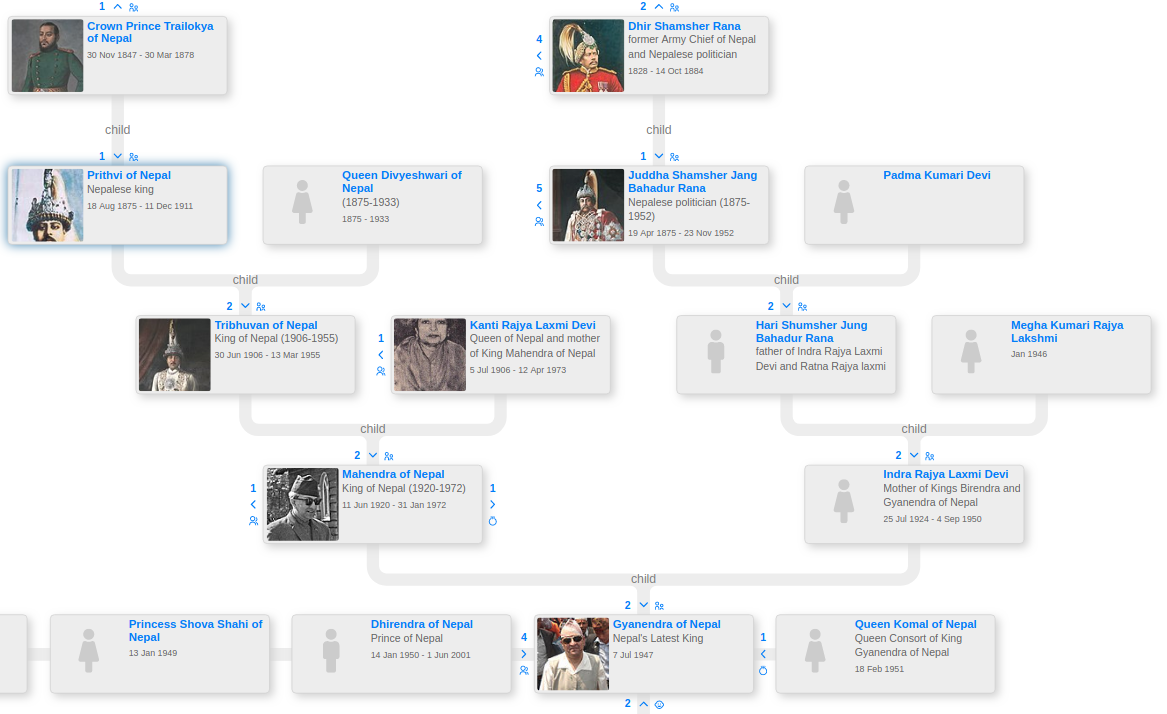 1
2
Crown Prince Trailokya
of Nepal
30 Nov 1847 - 30 Mar 1878
4
Dhir Shamsher Rana
former Army Chief of Nepal
and Nepalese politician
1828 - 14 Oct 1884
child
child
1
1
Prithvi of Nepal
Nepalese king
18 Aug 1875 - 11 Dec 1911
Queen Divyeshwari of
Nepal
(1875-1933)
1875 - 1933
5
Juddha Shamsher Jang
Bahadur Rana
Nepalese politician (1875-
1952)
19 Apr 1875 - 23 Nov 1952
Padma Kumari Devi
child
child
2
2
Tribhuvan of Nepal
King of Nepal (1906-1955)
30 Jun 1906 - 13 Mar 1955
1
Kanti Rajya Laxmi Devi
Queen of Nepal and mother
of King Mahendra of Nepal
5 Jul 1906 - 12 Apr 1973
Hari Shumsher Jung
Bahadur Rana
father of Indra Rajya Laxmi
Devi and Ratna Rajya laxmi
Megha Kumari Rajya
Lakshmi
Jan 1946
child
child
2
2
1
Mahendra of Nepal
King of Nepal (1920-1972)
11 Jun 1920 - 31 Jan 1972
1
Indra Rajya Laxmi Devi
Mother of Kings Birendra and
Gyanendra of Nepal
25 Jul 1924 - 4 Sep 1950
child
2
Princess Shova Shahi of
Nepal
13 Jan 1949
Dhirendra of Nepal
Prince of Nepal
14 Jan 1950 - 1 Jun 2001
4
Gyanendra of Nepal
Nepal's Latest King
7 Jul 1947
1
Queen Komal of Nepal
Queen Consort of King
Gyanendra of Nepal
18 Feb 1951
2